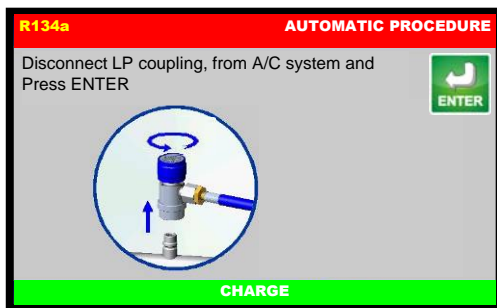 R134a AUTOMATIC PROCEDURE
Disconnect LP coupling, from A/C system and
Press ENTER
ENTER
CHARGE